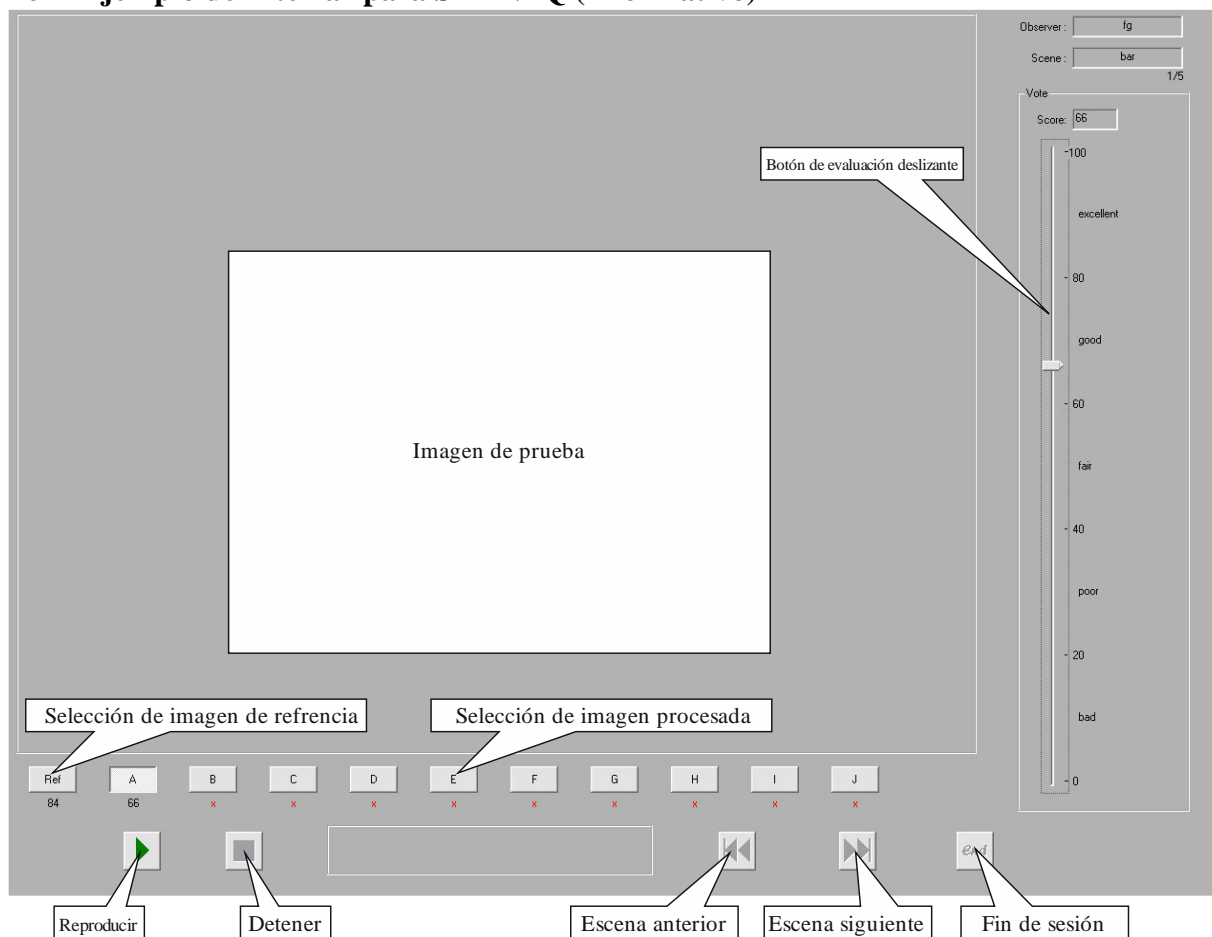 Observer : fg
Scene : bar
1/5
Vote
Score: 66
100
Botón de evaluación deslizante
excellent
80
good
60
Imagen de prueba
fair
40
poor
20
Selección de imagen de refrencia
Selección de imagen procesada
bad
Ref A B C D E F G H I J
0
84 66 x x x x x x x x x
end
Reproducir
Detener
Escena anterior
Escena siguiente
Fin de sesión